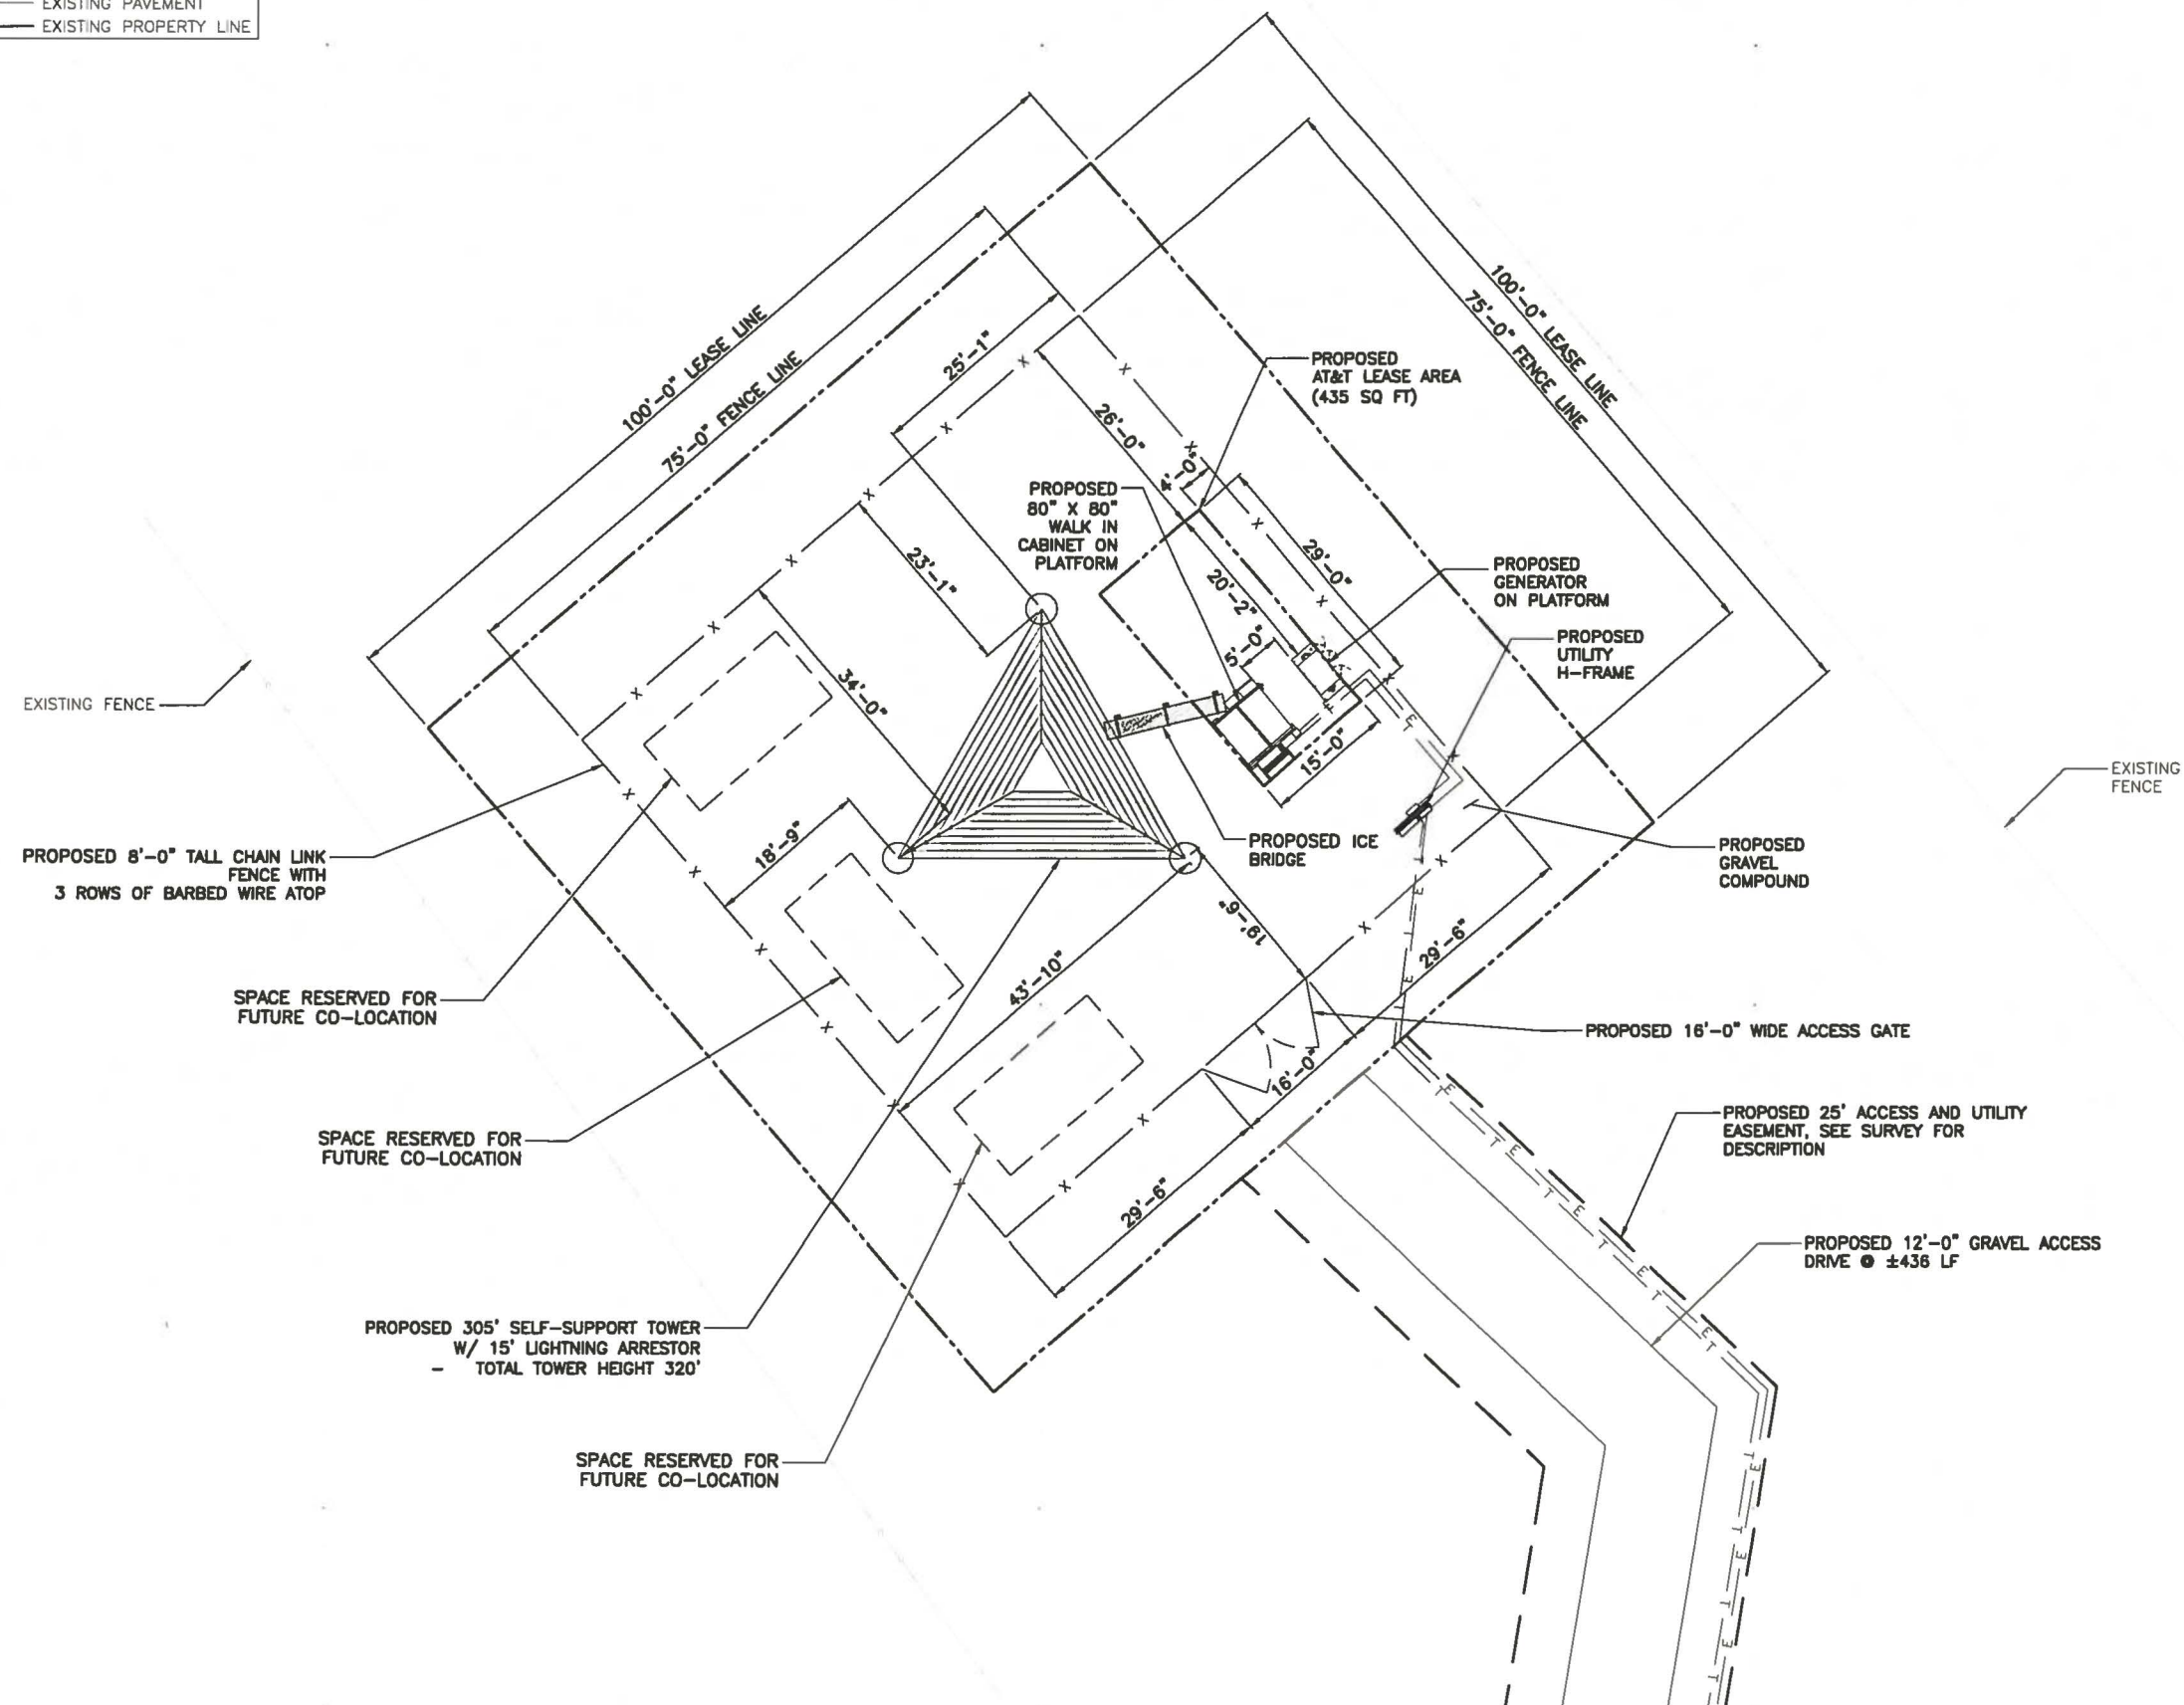 EXISTING PAVEMENT
EXISTING PROPERTY LINE
100'-0" LEASE LINE
75'-0" FENCE LINE
100'-0" LEASE LINE
75'-0" FENCE LINE
25'-1"
26'-0"
PROPOSED
AT&T LEASE AREA
(435 SQ FT)
4'-0"
PROPOSED
80" X 80"
WALK IN
CABINET ON
PLATFORM
29'-0"
23'-1"
20'-2"
5'-0"
PROPOSED
GENERATOR
ON PLATFORM
PROPOSED
UTILITY
H-FRAME
34'-0"
15'-0"
EXISTING FENCE
EXISTING
FENCE
PROPOSED ICE
BRIDGE
PROPOSED
GRAVEL
COMPOUND
PROPOSED 8'-0" TALL CHAIN LINK
FENCE WITH
3 ROWS OF BARBED WIRE ATOP
18'-9"
19'-6"
43'-10"
29'-6"
SPACE RESERVED FOR
FUTURE CO-LOCATION
PROPOSED 16'-0" WIDE ACCESS GATE
16'-0"
SPACE RESERVED FOR
FUTURE CO-LOCATION
PROPOSED 25' ACCESS AND UTILITY
EASEMENT, SEE SURVEY FOR
DESCRIPTION
29'-6"
PROPOSED 12'-0" GRAVEL ACCESS
DRIVE @ ±436 LF
PROPOSED 305' SELF-SUPPORT TOWER
W/ 15' LIGHTNING ARRESTOR
- TOTAL TOWER HEIGHT 320'
SPACE RESERVED FOR
FUTURE CO-LOCATION